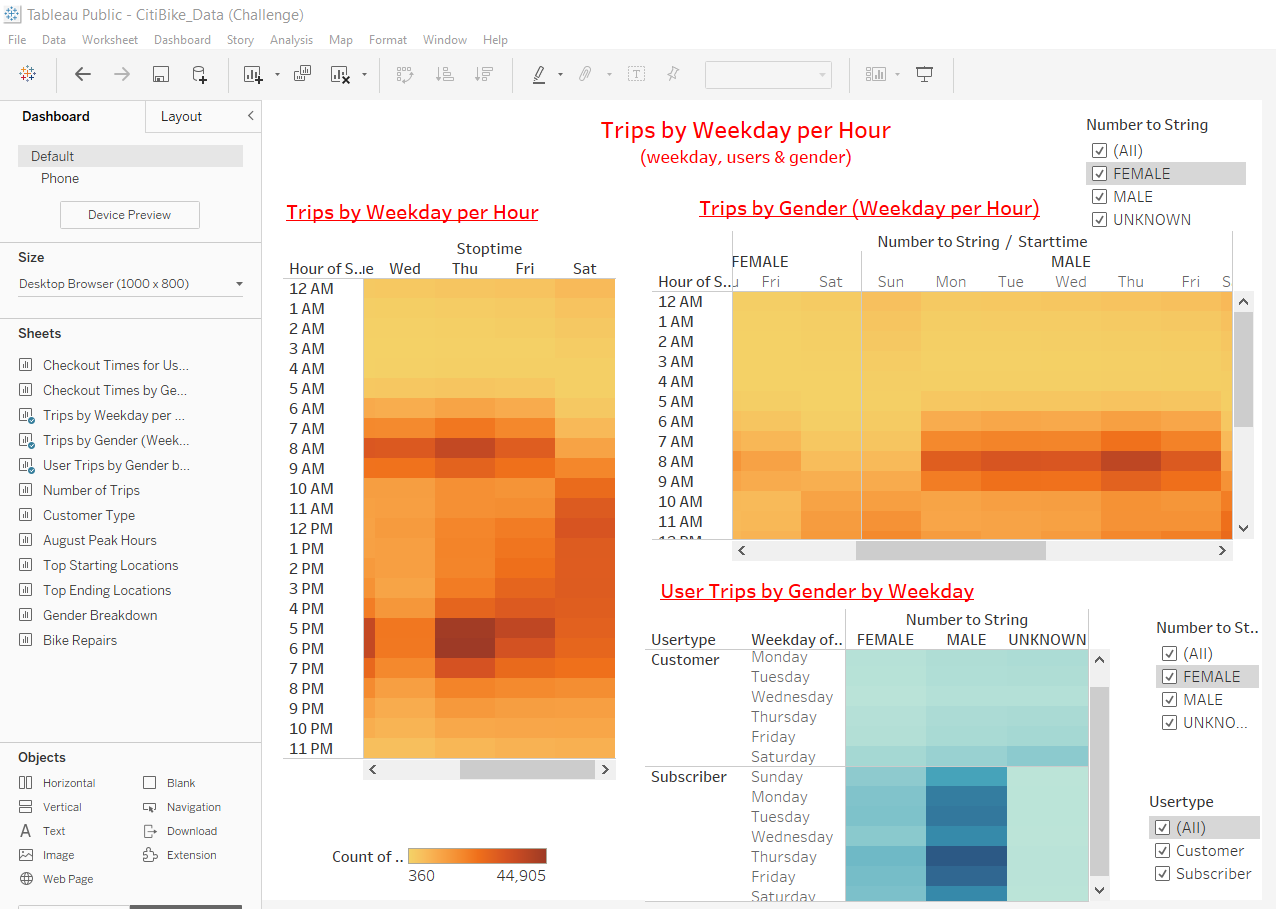 Tableau Public - CitiBike_Data (Challenge)
File Data Worksheet Dashboard Story Analysis Map Format Window Help
Dashboard
Layout
Default
Phone
Device Preview
Size
Desktop Browser (1000 x 800)
Sheets
Checkout Times for Us...
Checkout Times by Ge...
Trips by Weekday per ...
Trips by Gender (Week...
User Trips by Gender b...
Number of Trips
Customer Type
August Peak Hours
Top Starting Locations
Top Ending Locations
Gender Breakdown
Bike Repairs
Objects
Horizontal Blank
Vertical Navigation
Text Download
Image Extension
Web Page
Trips by Weekday per Hour
(weekday, users & gender)
Number to String
(All)
FEMALE
MALE
UNKNOWN
Trips by Weekday per Hour
Stoptime
Hour of S..ue Wed Thu Fri Sat
12 AM
1 AM
2 AM
3 AM
4 AM
5 AM
6 AM
7 AM
8 AM
9 AM
10 AM
11 AM
12 PM
1 PM
2 PM
3 PM
4 PM
5 PM
6 PM
7 PM
8 PM
9 PM
10 PM
11 PM
Count of ..
360 44,905
Trips by Gender (Weekday per Hour)
Number to String / Starttime
FEMALE MALE
Hour of S..u Fri Sat Sun Mon Tue Wed Thu Fri S
12 AM
1 AM
2 AM
3 AM
4 AM
5 AM
6 AM
7 AM
8 AM
9 AM
10 AM
11 AM
12 PM
User Trips by Gender by Weekday
Number to String
Usertype Weekday of.. FEMALE MALE UNKNOWN
Customer Monday
Tuesday
Wednesday
Thursday
Friday
Saturday
Subscriber Sunday
Monday
Tuesday
Wednesday
Thursday
Friday
Saturday
Number to St..
(All)
FEMALE
MALE
UNKNO...
Usertype
(All)
Customer
Subscriber